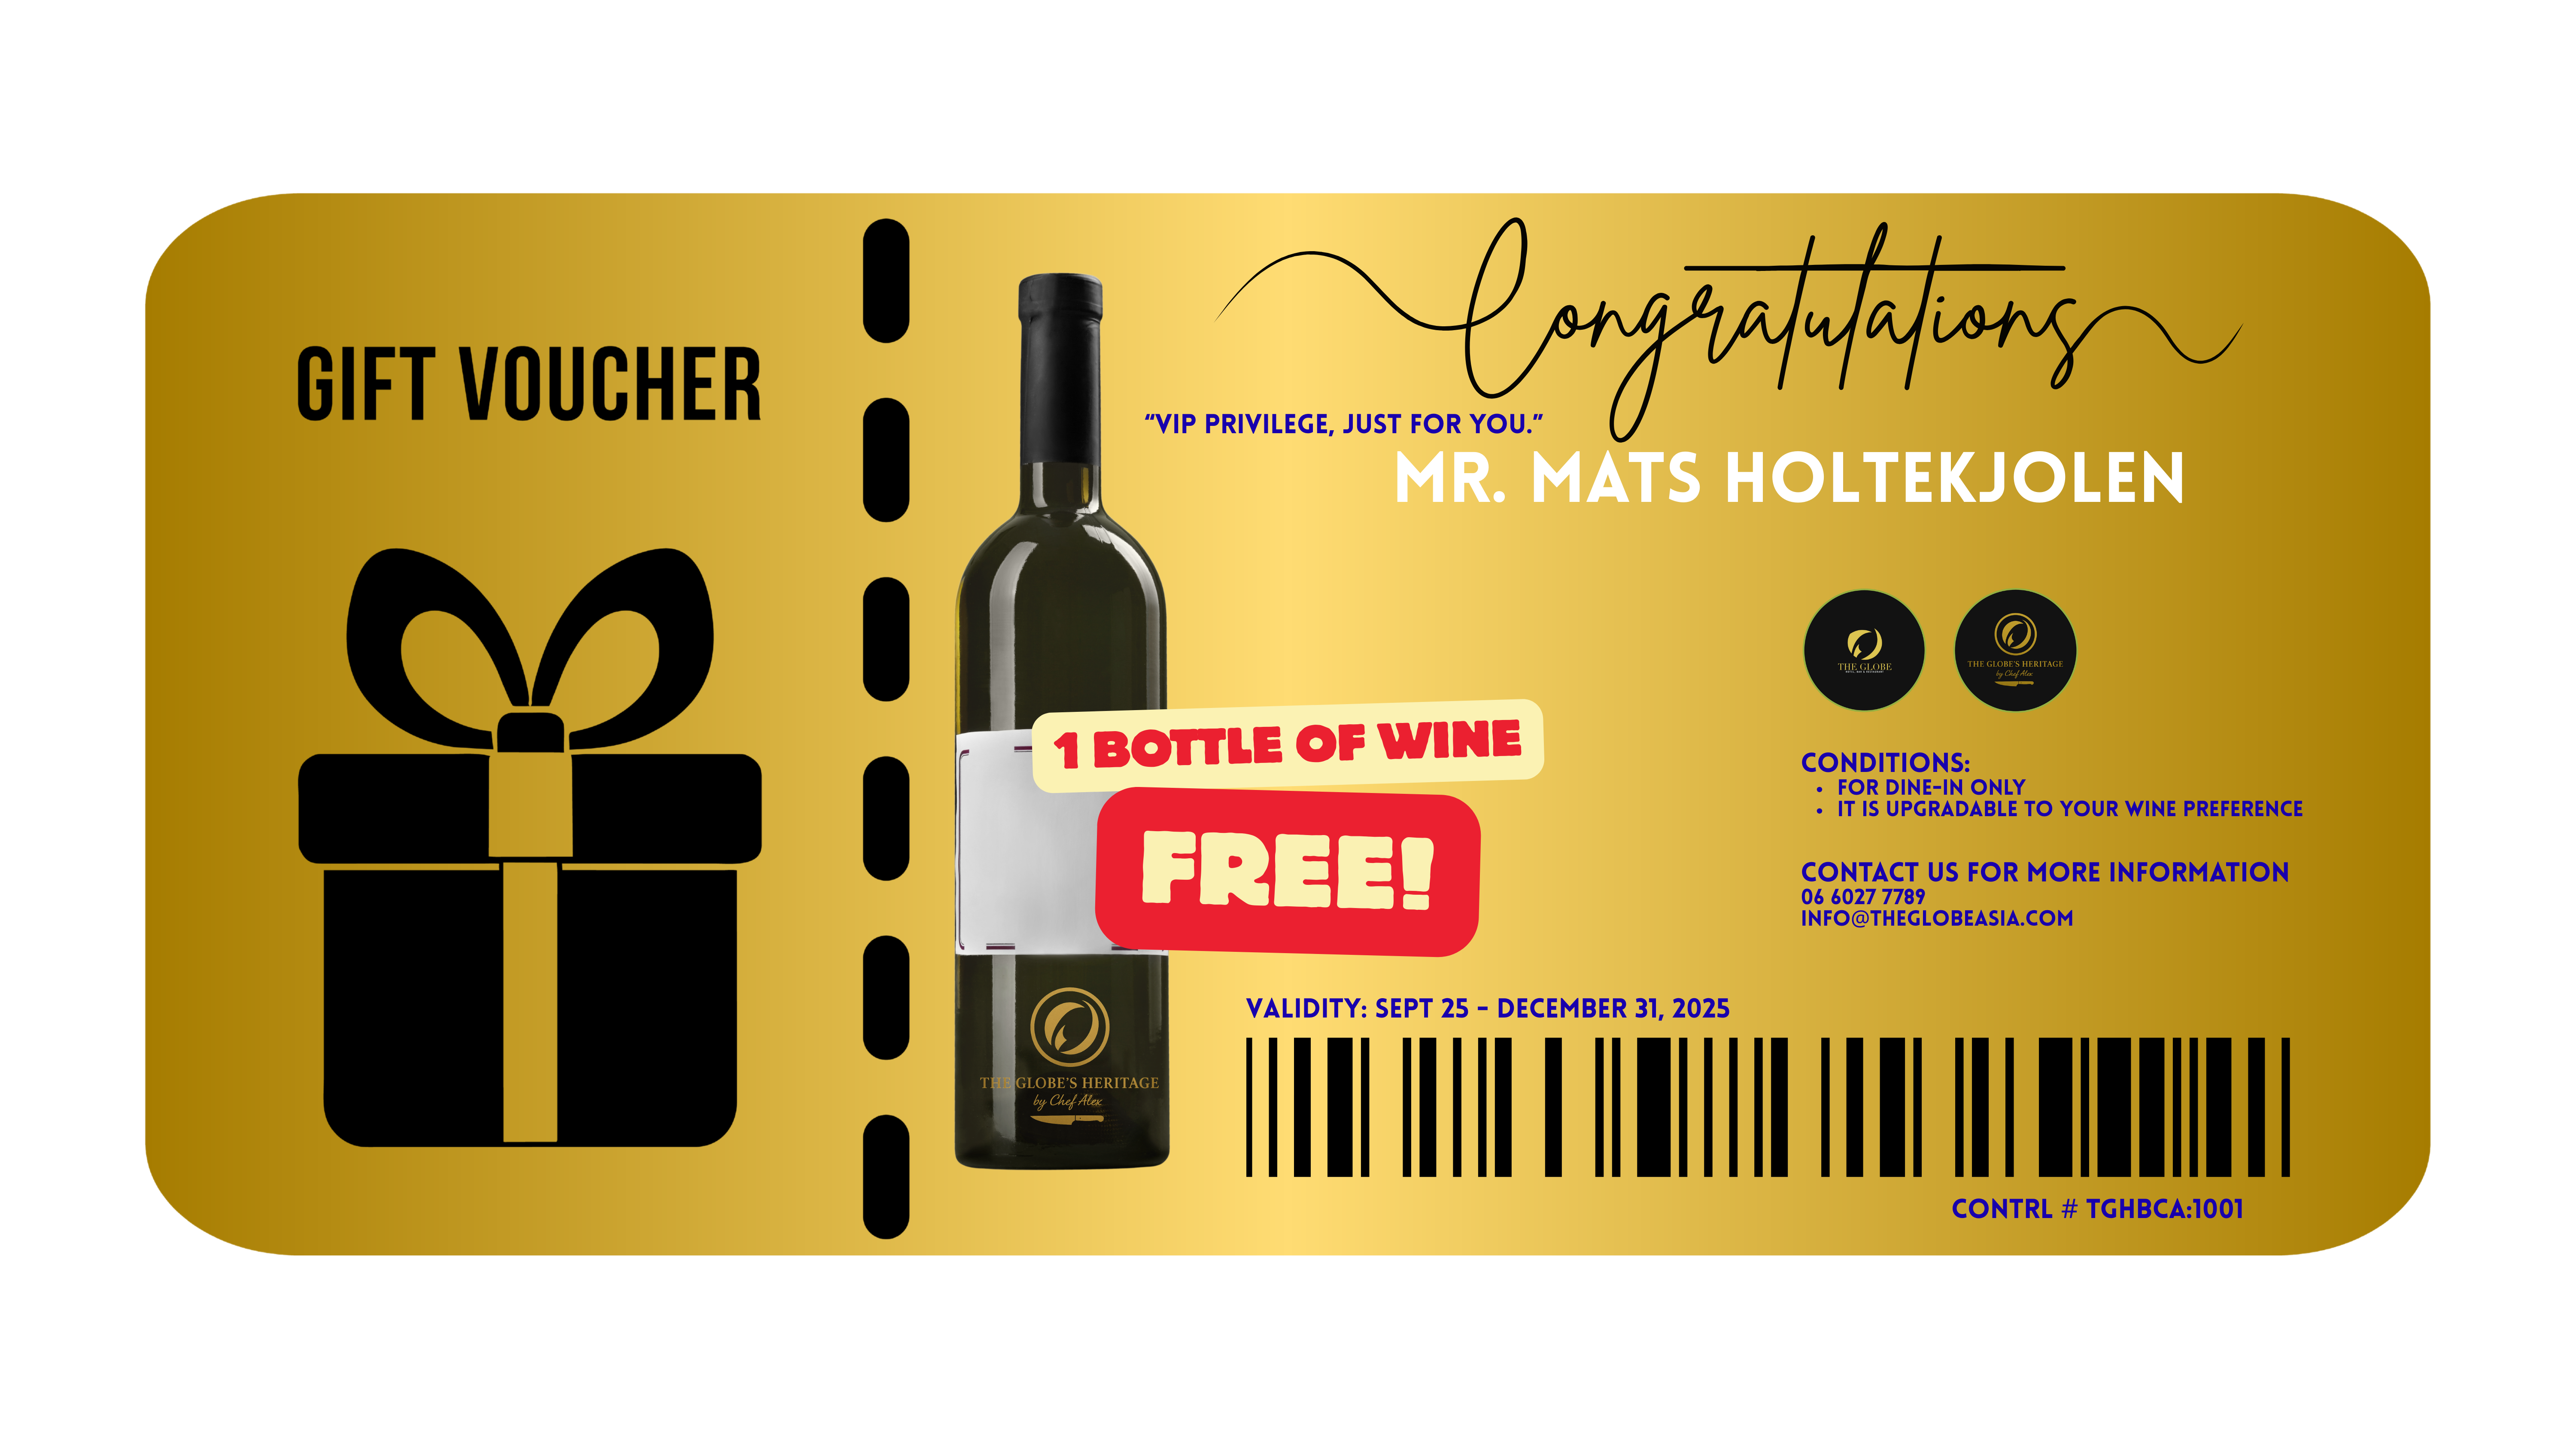 GIFT VOUCHER
Congratulations
“VIP PRIVILEGE, JUST FOR YOU.”
MR. MATS HOLTEKJOLEN
THE GLOBE
THE GLOBE'S HERITAGE
by Chef Alex
1 BOTTLE OF WINE
FREE!
CONDITIONS:
• FOR DINE-IN ONLY
• IT IS UPGRADABLE TO YOUR WINE PREFERENCE
CONTACT US FOR MORE INFORMATION
06 6027 7789
INFO@THEGLOBEASIA.COM
VALIDITY: SEPT 25 - DECEMBER 31, 2025
THE GLOBE'S HERITAGE
by Chef Alex
CONTRL # TGHBCA:1001